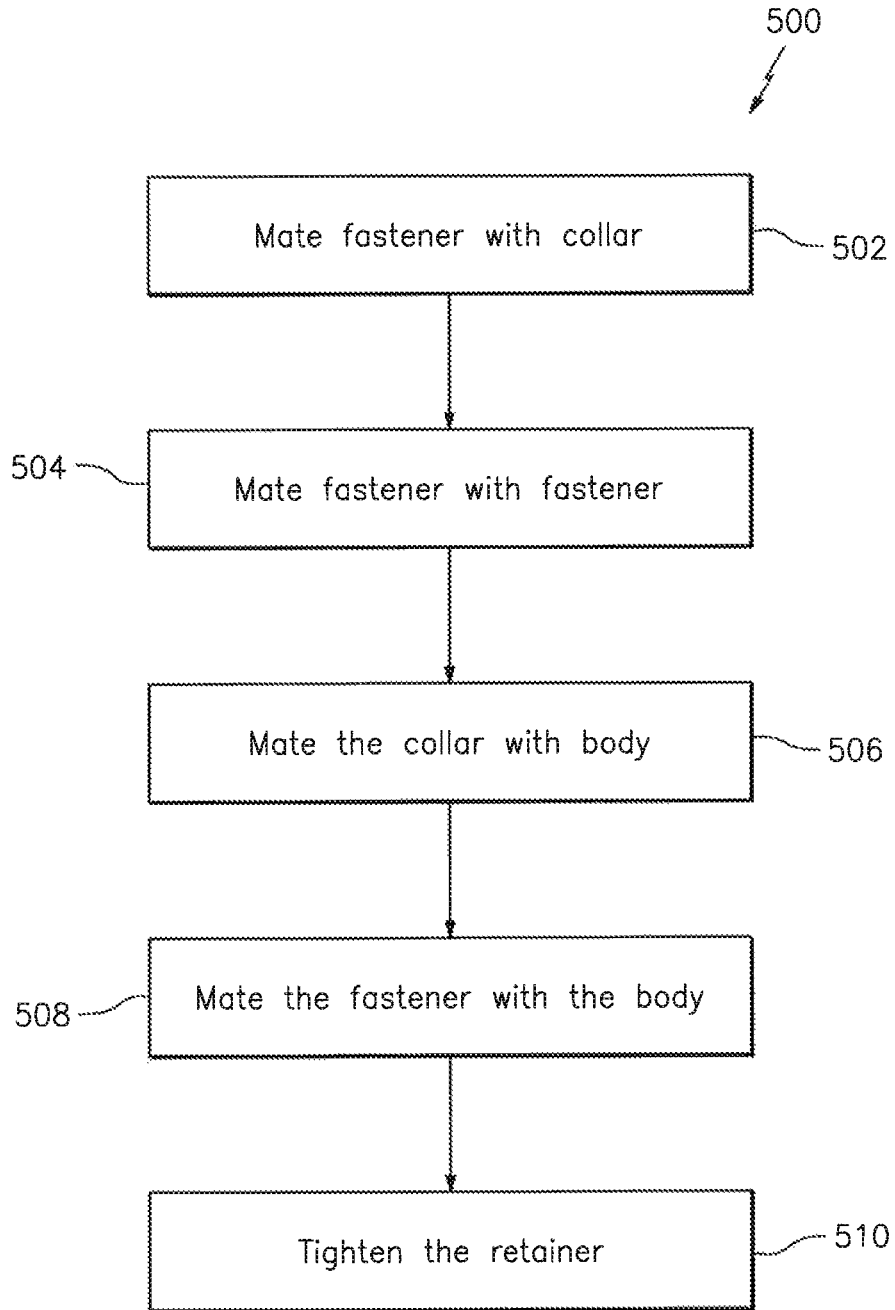 500
Mate fastener with collar
502
504
Mate fastener with fastener
Mate the collar with body
506
508
Mate the fastener with the body
Tighten the retainer
510